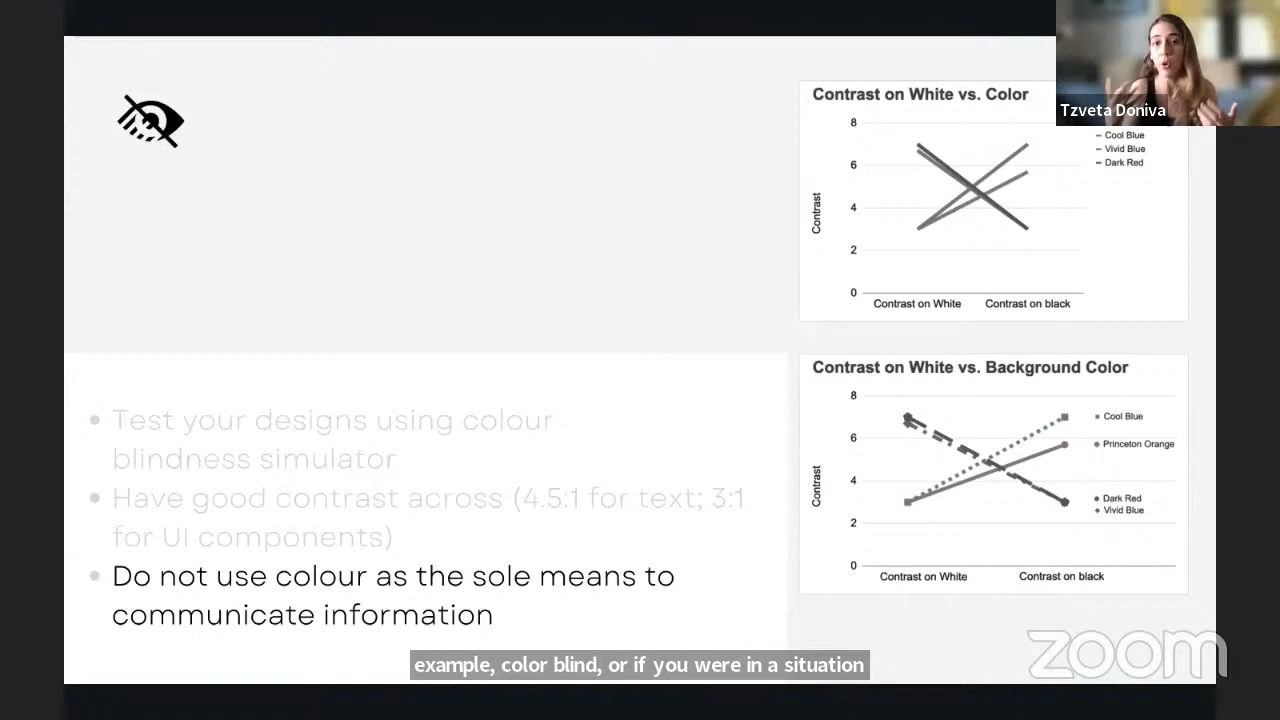 Contrast on White vs. Color
8
6
4
2
0
Contrast
Contrast on White
Contrast on black
Cool Blue
Vivid Blue
Dark Red
Tzveta Doniva
Contrast on White vs. Background Color
8
6
4
2
0
Contrast
Contrast on White
Contrast on black
Cool Blue
Princeton Orange
Dark Red
Vivid Blue
• Test your designs using colour
blindness simulator
• Have good contrast across (4.5:1 for text; 3:1
for UI components)
• Do not use colour as the sole means to
communicate information
example, color blind, or if you were in a situation
zoom